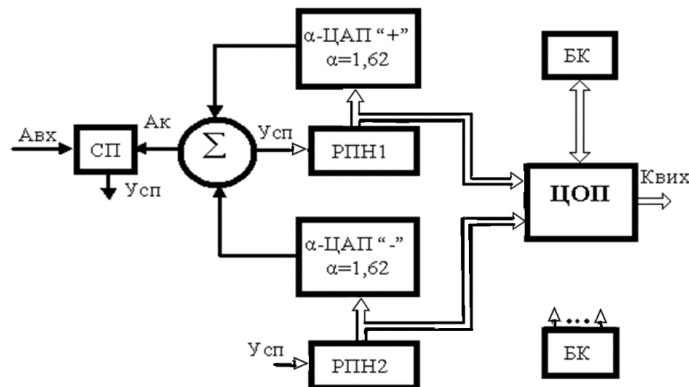 α-ЦАП “+”
α=1,62
БК
Авх
СП
Ак
Σ
Усп
РПН1
Усп
ЦОП
Квих
α-ЦАП “-”
α=1,62
Усп
РПН2
•••
БК